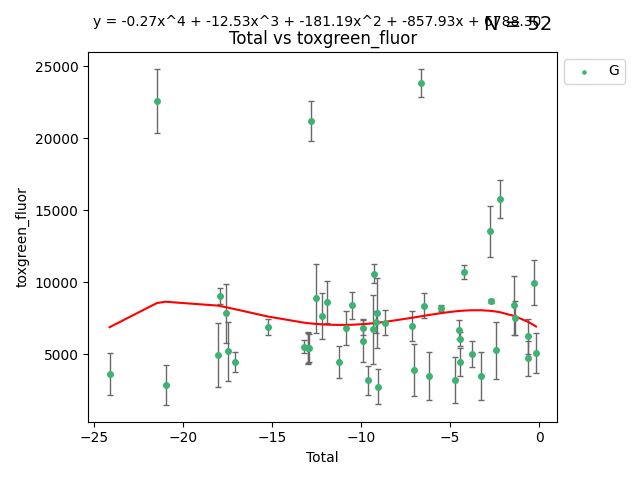 y = -0.27x^4 + -12.53x^3 + -181.19x^2 + -857.93x + 6788.30
N = 52
Total vs toxgreen_fluor
G
25000
20000
15000
10000
5000
toxgreen_fluor
−25 −20 −15 −10 −5 0
Total